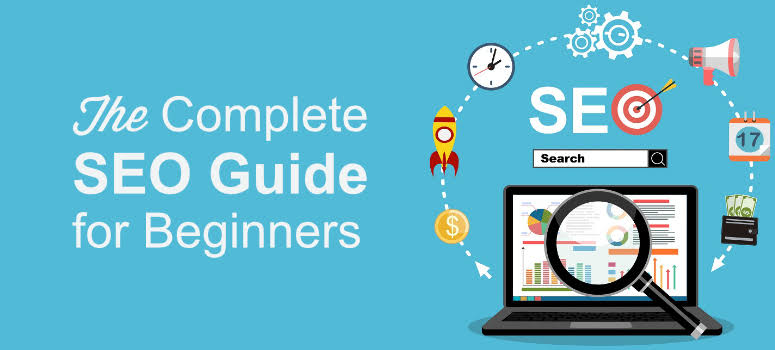 The Complete
SEO Guide
for Beginners
SEO
Search
17
$